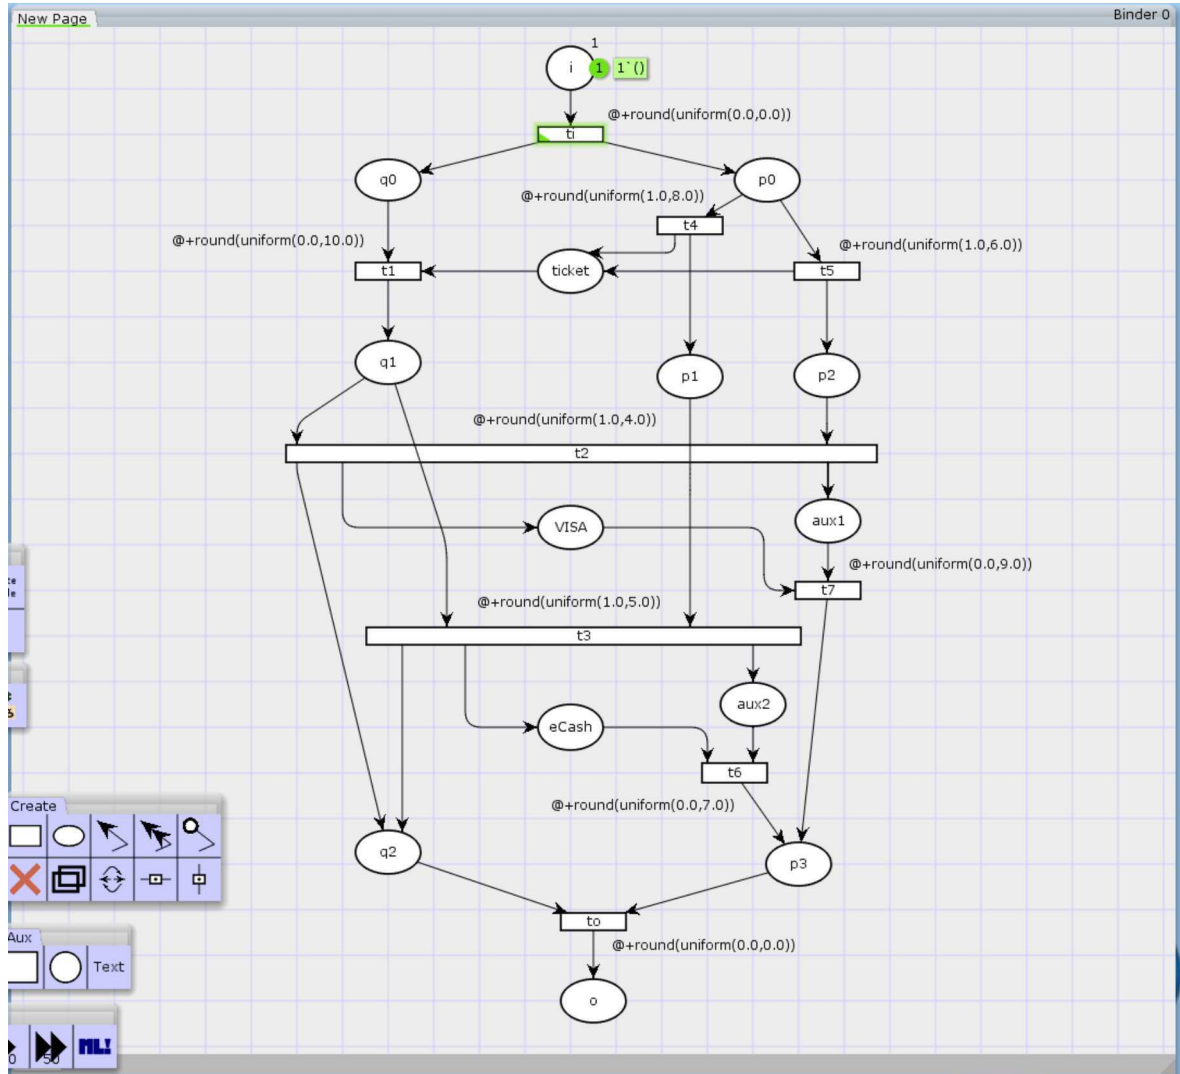 New Page
Binder 0
1
i
1
1`()
@+round(uniform(0.0,0.0))
ti
q0
p0
@+round(uniform(1.0,8.0))
t4
@+round(uniform(0.0,10.0))
@+round(uniform(1.0,6.0))
t1
ticket
t5
q1
p1
p2
@+round(uniform(1.0,4.0))
t2
VISA
aux1
@+round(uniform(0.0,9.0))
t7
@+round(uniform(1.0,5.0))
t3
aux2
eCash
t6
@+round(uniform(0.0,7.0))
Create
q2
p3
to
@+round(uniform(0.0,0.0))
Aux
Text
o
0
50
ML!